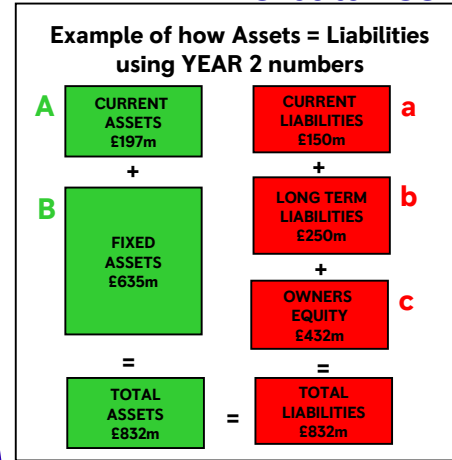 Example of how Assets = Liabilities
using YEAR 2 numbers
A
CURRENT
ASSETS
£197m
CURRENT
LIABILITIES
£150m
a
+
+
B
FIXED
ASSETS
£635m
LONG TERM
LIABILITIES
£250m
b
+
OWNERS
EQUITY
£432m
c
=
=
TOTAL
ASSETS
£832m
=
TOTAL
LIABILITIES
£832m